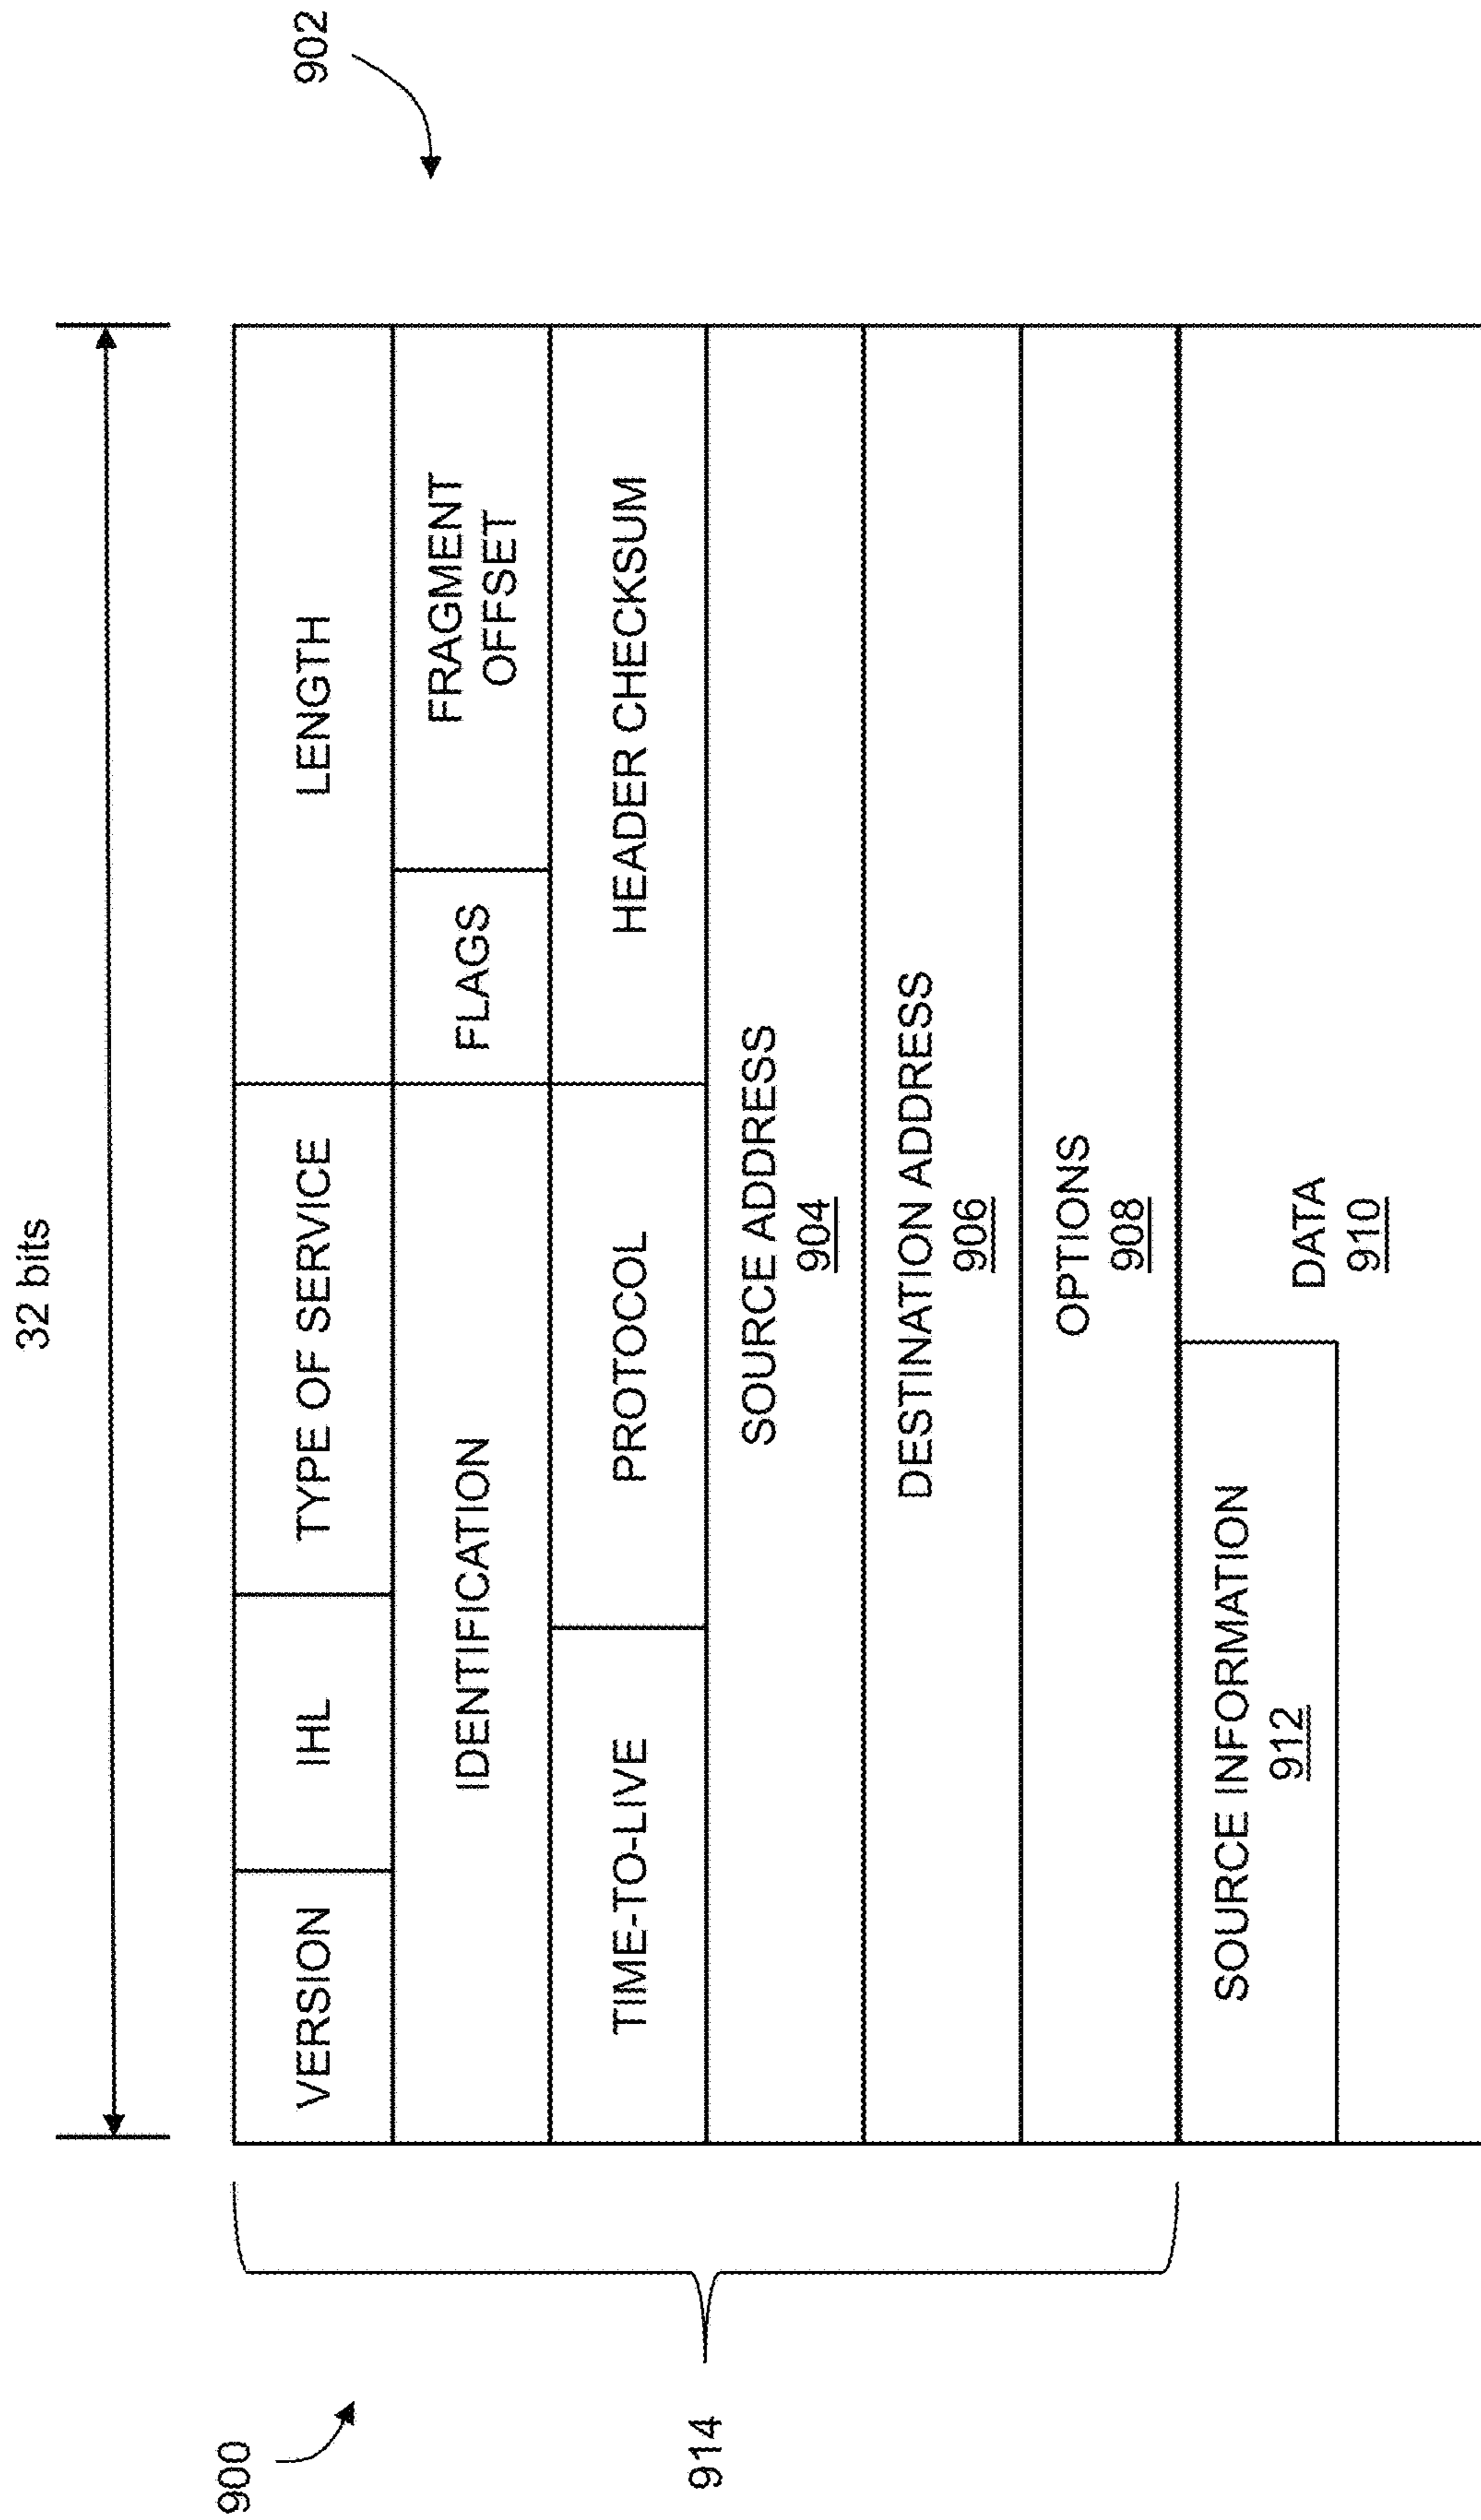 32 bits
902
900
VERSION
IHL
TYPE OF SERVICE
LENGTH
IDENTIFICATION
FLAGS
FRAGMENT
OFFSET
TIME-TO-LIVE
PROTOCOL
HEADER CHECKSUM
914
SOURCE ADDRESS
904
DESTINATION ADDRESS
906
OPTIONS
908
SOURCE INFORMATION
912
DATA
910